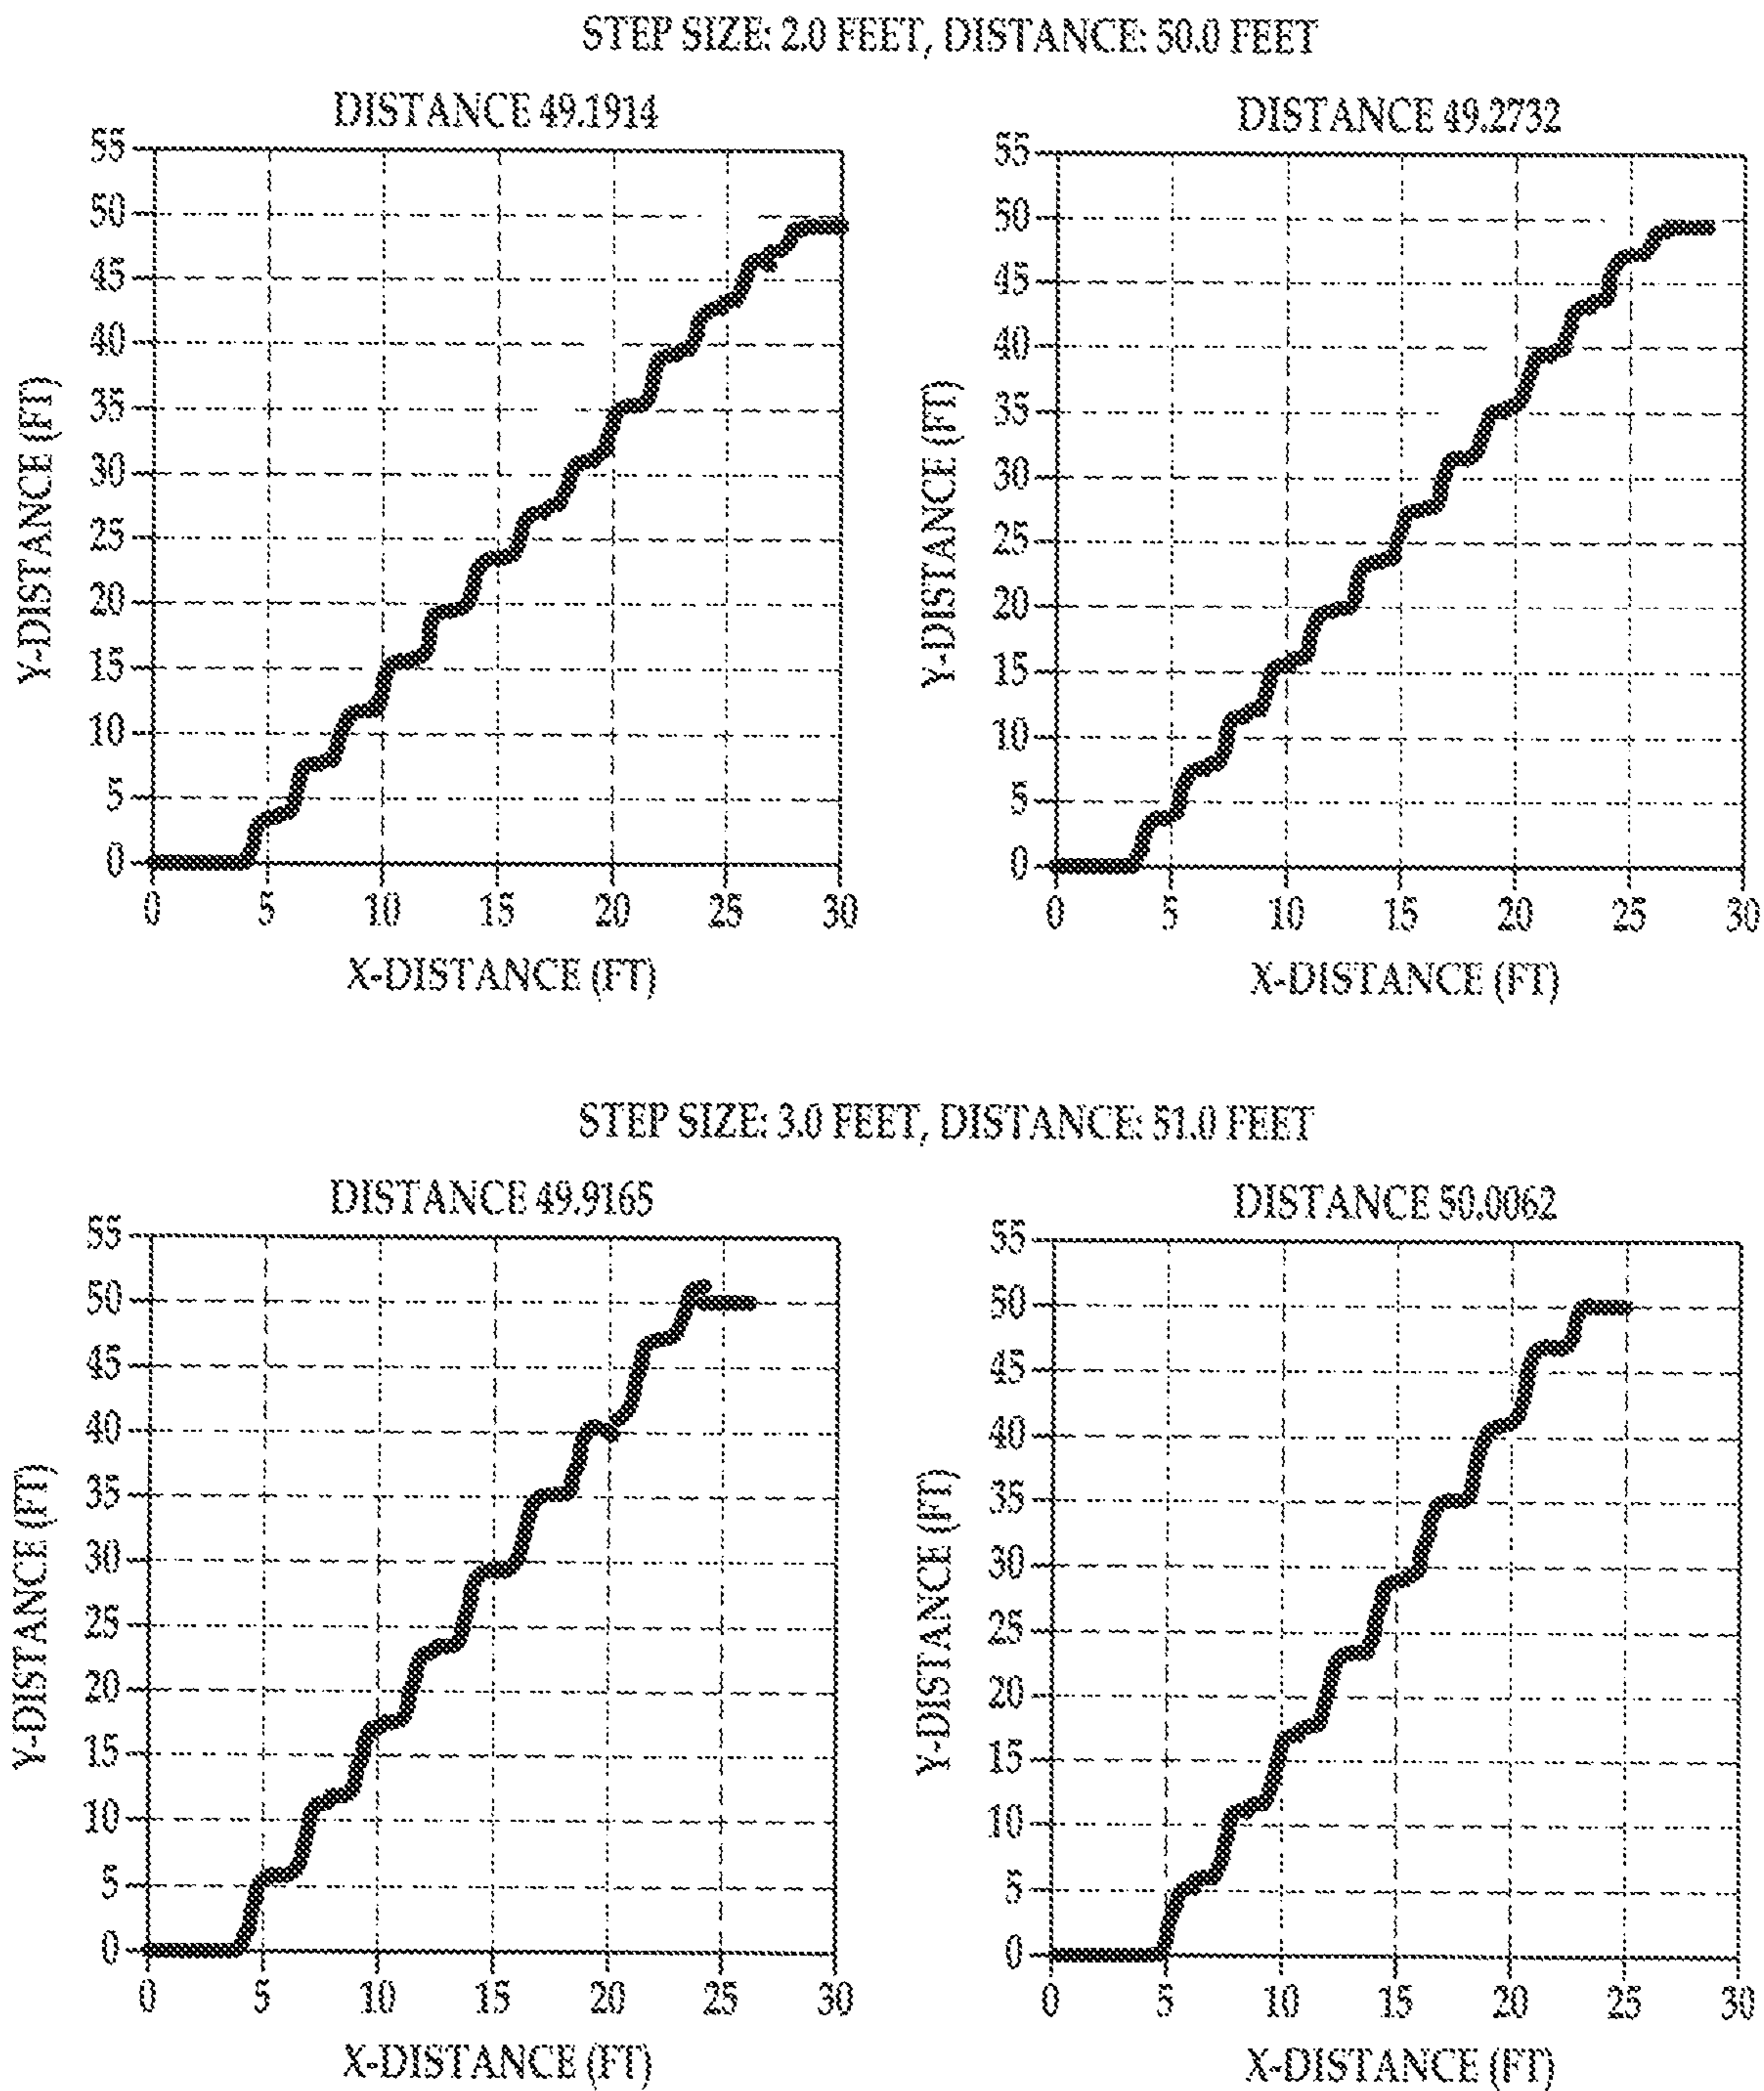 STEP SIZE: 2.0 FEET, DISTANCE: 50.0 FEET
DISTANCE 49.1914
55
50
45
40
35
30
25
20
15
10
5
0
Y-DISTANCE (FT)
0 5 10 15 20 25 30
X-DISTANCE (FT)
DISTANCE 49.2732
55
50
45
40
35
30
25
20
15
10
5
0
Y-DISTANCE (FT)
0 5 10 15 20 25 30
X-DISTANCE (FT)
STEP SIZE: 3.0 FEET, DISTANCE: 51.0 FEET
DISTANCE 49.9165
55
50
45
40
35
30
25
20
15
10
5
0
Y-DISTANCE (FT)
0 5 10 15 20 25 30
X-DISTANCE (FT)
DISTANCE 50.0062
55
50
45
40
35
30
25
20
15
10
5
0
Y-DISTANCE (FT)
0 5 10 15 20 25 30
X-DISTANCE (FT)